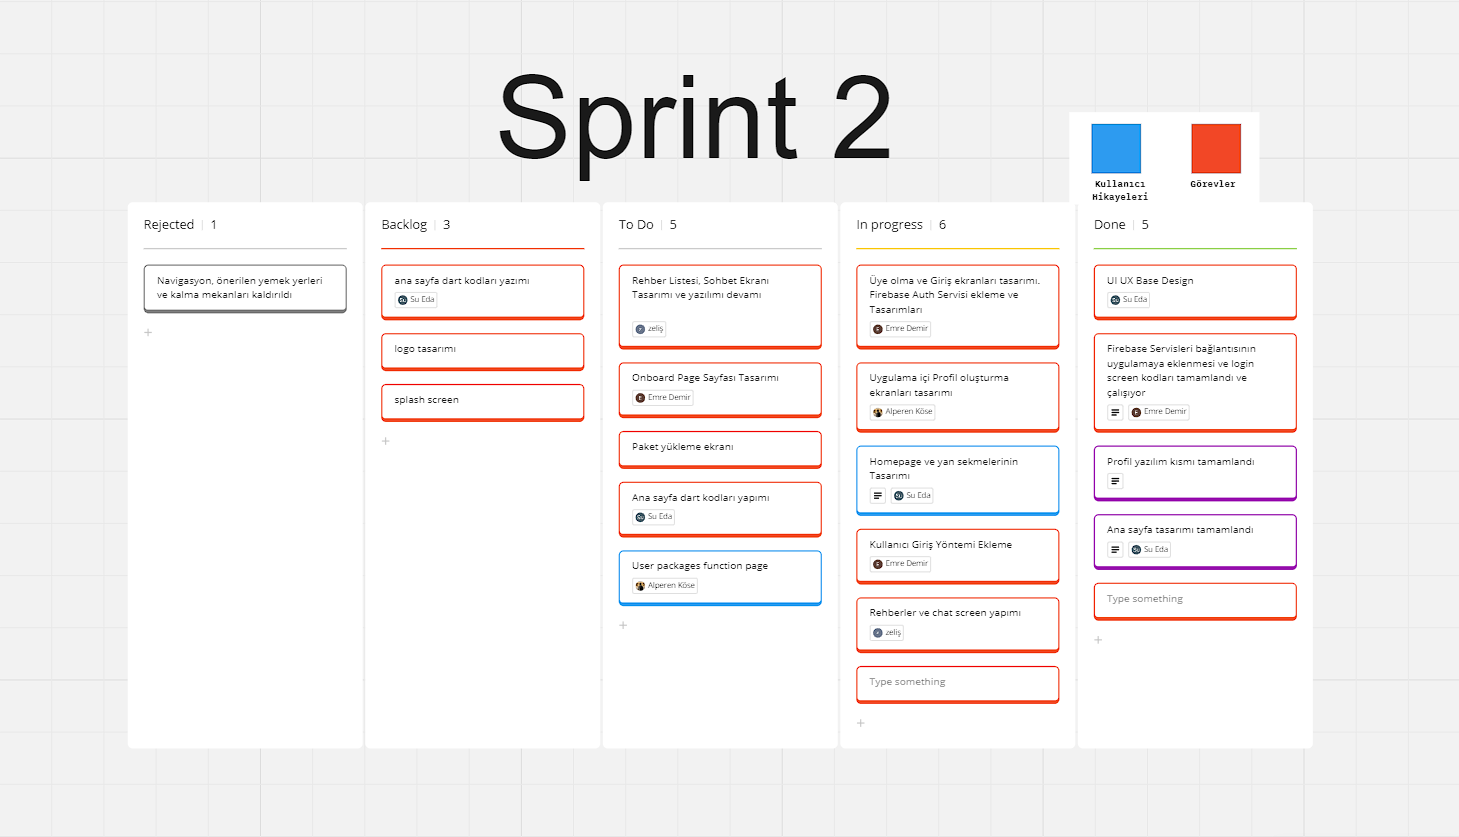 Sprint 2
Kullanıcı
Hikayeleri
Görevler
Rejected 1
Navigasyon, önerilen yemek yerleri
ve kalma mekanları kaldırıldı
Backlog 3
ana sayfa dart kodları yazımı
Su Eda
logo tasarımı
splash screen
To Do 5
Rehber Listesi, Sohbet Ekranı
Tasarımı ve yazılımı devamı
zeliş
Onboard Page Sayfası Tasarımı
Emre Demir
Paket yükleme ekranı
Ana sayfa dart kodları yapımı
Su Eda
User packages function page
Alperen Köse
In progress 6
Üye olma ve Giriş ekranları tasarımı.
Firebase Auth Servisi ekleme ve
Tasarımları
Emre Demir
Uygulama içi Profil oluşturma
ekranları tasarımı
Alperen Köse
Homepage ve yan sekmelerinin
Tasarımı
Su Eda
Kullanıcı Giriş Yöntemi Ekleme
Emre Demir
Rehberler ve chat screen yapımı
zeliş
Type something
Done 5
UI UX Base Design
Su Eda
Firebase Servisleri bağlantısının
uygulamaya eklenmesi ve login
screen kodları tamamlandı ve
çalışıyor
Emre Demir
Profil yazılım kısmı tamamlandı
Ana sayfa tasarımı tamamlandı
Su Eda
Type something